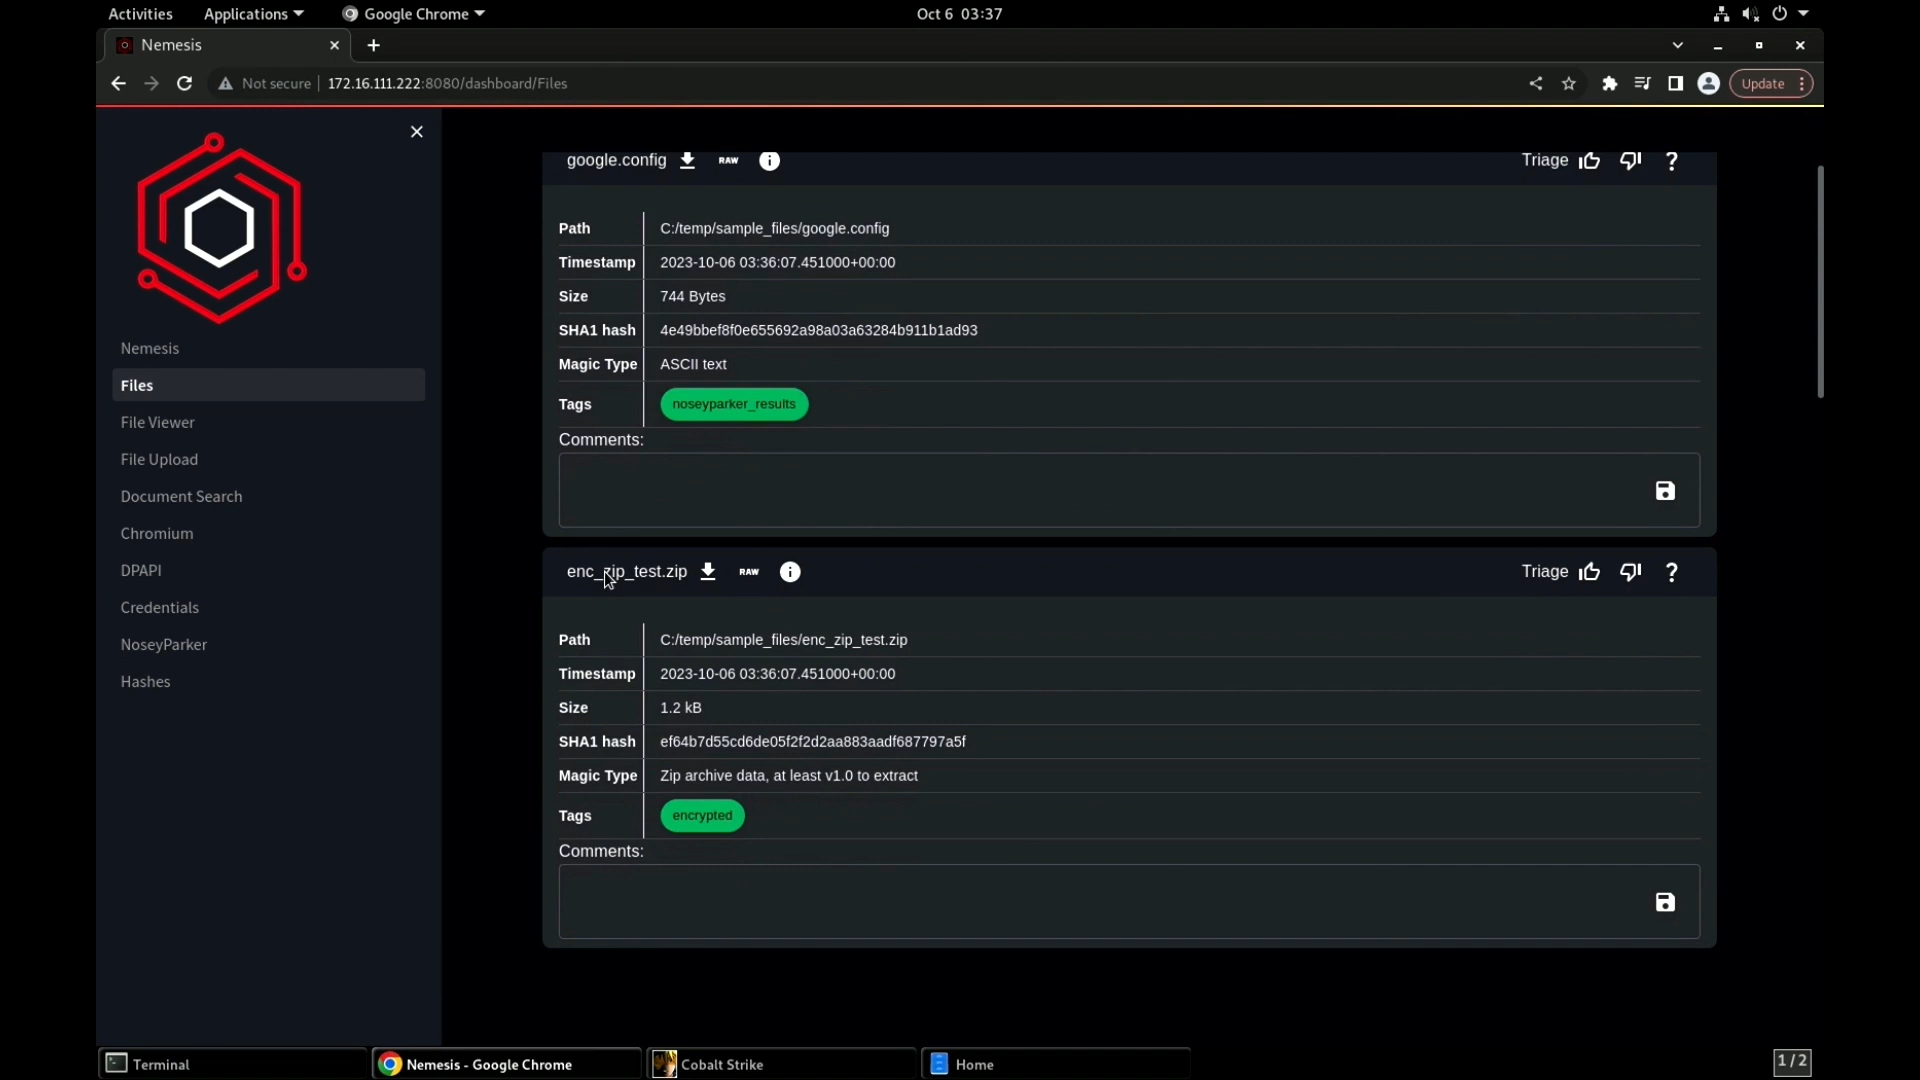 Activities Applications Google Chrome Oct 6 03:37
Nemesis
Not secure 172.16.111.222:8080/dashboard/Files Update
Nemesis
Files
File Viewer
File Upload
Document Search
Chromium
DPAPI
Credentials
NoseyParker
Hashes
google.config RAW Triage
Path C:/temp/sample_files/google.config
Timestamp 2023-10-06 03:36:07.451000+00:00
Size 744 Bytes
SHA1 hash 4e49bbef8f0e655692a98a03a63284b911b1ad93
Magic Type ASCII text
Tags noseyparker_results
Comments:
enc_zip_test.zip RAW Triage
Path C:/temp/sample_files/enc_zip_test.zip
Timestamp 2023-10-06 03:36:07.451000+00:00
Size 1.2 kB
SHA1 hash ef64b7d55cd6de05f2f2d2aa883aadf687797a5f
Magic Type Zip archive data, at least v1.0 to extract
Tags encrypted
Comments:
Terminal Nemesis - Google Chrome Cobalt Strike Home 1 / 2